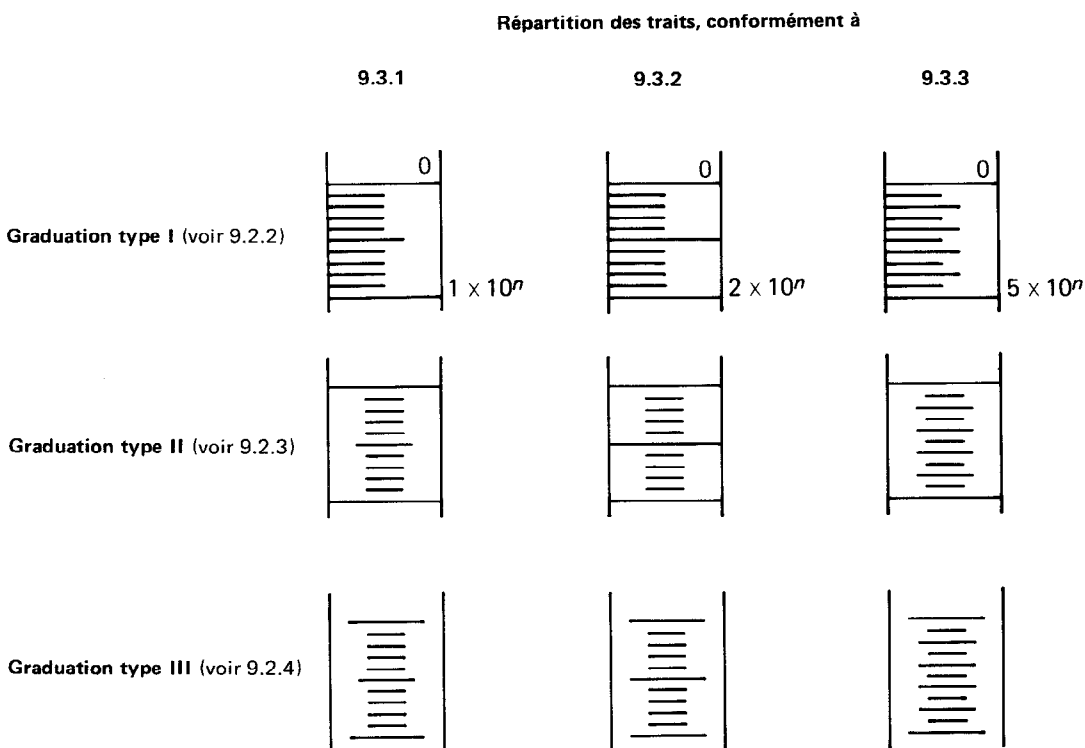 Répartition des traits, conformément à
9.3.1 9.3.2 9.3.3
0 0 0
Graduation type I (voir 9.2.2)
1 × 10ⁿ 2 × 10ⁿ 5 × 10ⁿ
Graduation type II (voir 9.2.3)
Graduation type III (voir 9.2.4)